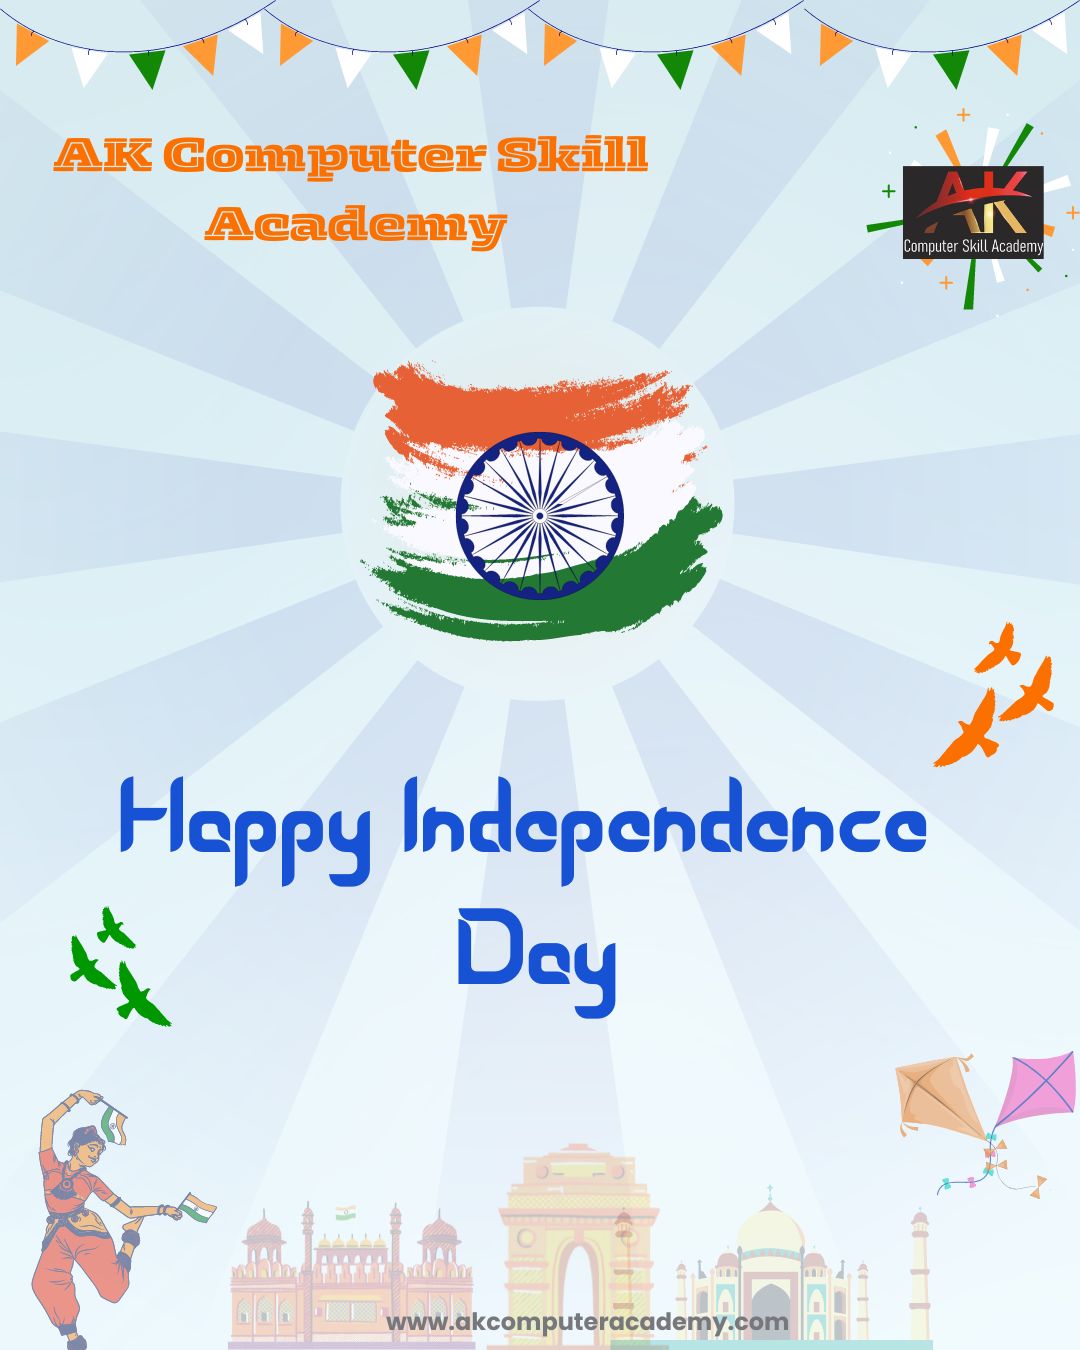 AK Computer Skill
Academy
AK
Computer Skill Academy
Happy Independence
Day
www.akcomputeracademy.com